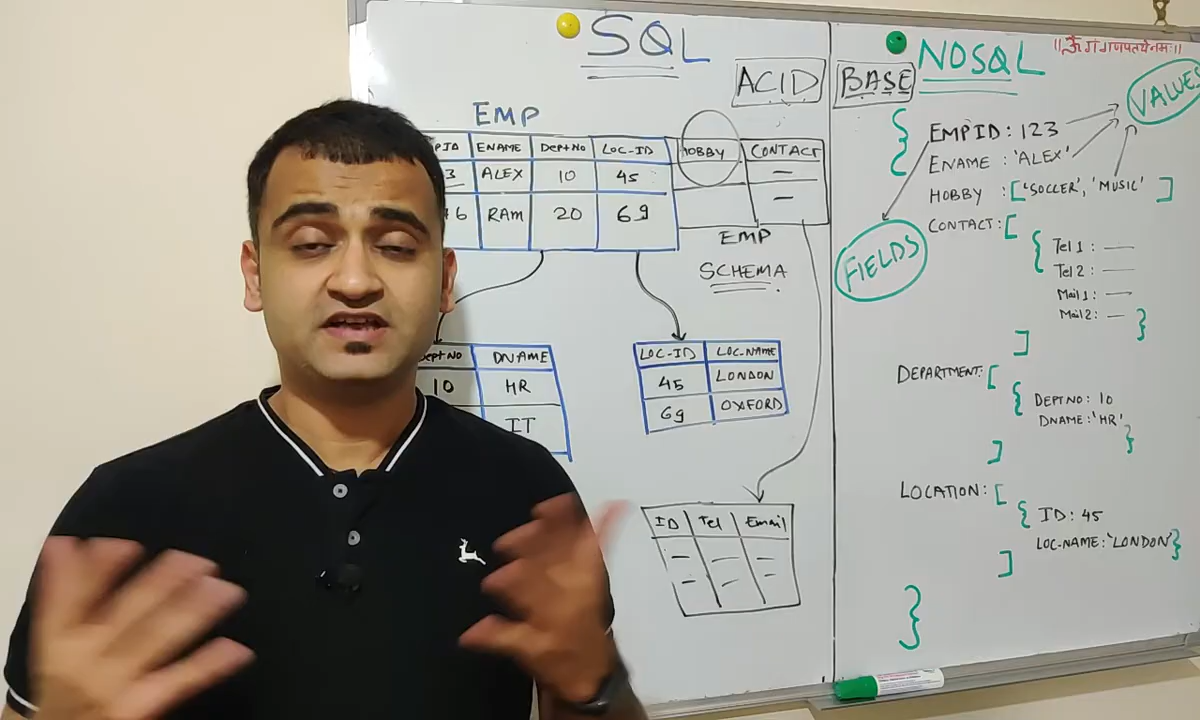 SQL
ACID
EMP
ENAME DeptNo LOC-ID HOBBY CONTACT
3 ALEX 10 45
6 RAM 20 69
EMP
SCHEMA
DeptNo DNAME
10 HR
IT
LOC-ID LOC-NAME
45 LONDON
69 OXFORD
ID Tel Email
BASE
NOSQL
VALUES
FIELDS
{
EMPID: 123
ENAME: 'ALEX'
HOBBY: ['SOCCER', 'MUSIC']
CONTACT: [
{ Tel 1: —
Tel 2: —
Mail 1: —
Mail 2: — }
]
DEPARTMENT: [
{ DEPTNO: 10
DNAME: 'HR'
}
]
LOCATION: [
{ ID: 45
LOC-NAME: 'LONDON' }
]
}